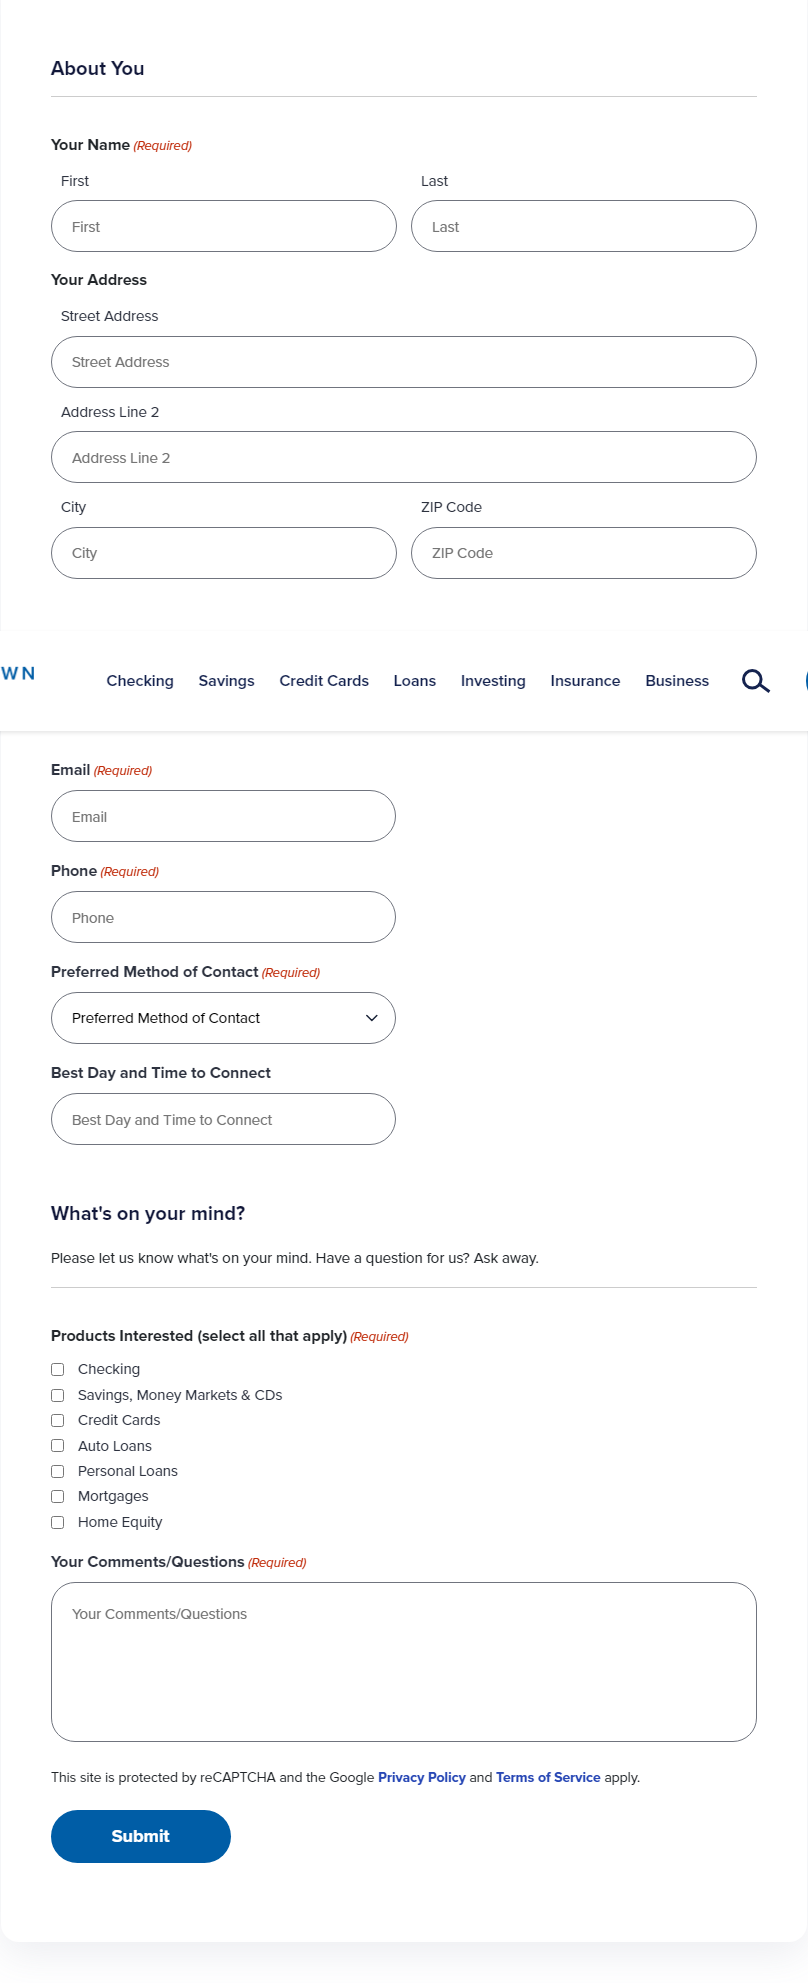 About You
Your Name (Required)
First Last
First Last
Your Address
Street Address
Street Address
Address Line 2
Address Line 2
City ZIP Code
City ZIP Code
WN Checking Savings Credit Cards Loans Investing Insurance Business
Email (Required)
Email
Phone (Required)
Phone
Preferred Method of Contact (Required)
Preferred Method of Contact
Best Day and Time to Connect
Best Day and Time to Connect
What's on your mind?
Please let us know what's on your mind. Have a question for us? Ask away.
Products Interested (select all that apply) (Required)
Checking
Savings, Money Markets & CDs
Credit Cards
Auto Loans
Personal Loans
Mortgages
Home Equity
Your Comments/Questions (Required)
Your Comments/Questions
This site is protected by reCAPTCHA and the Google Privacy Policy and Terms of Service apply.
Submit